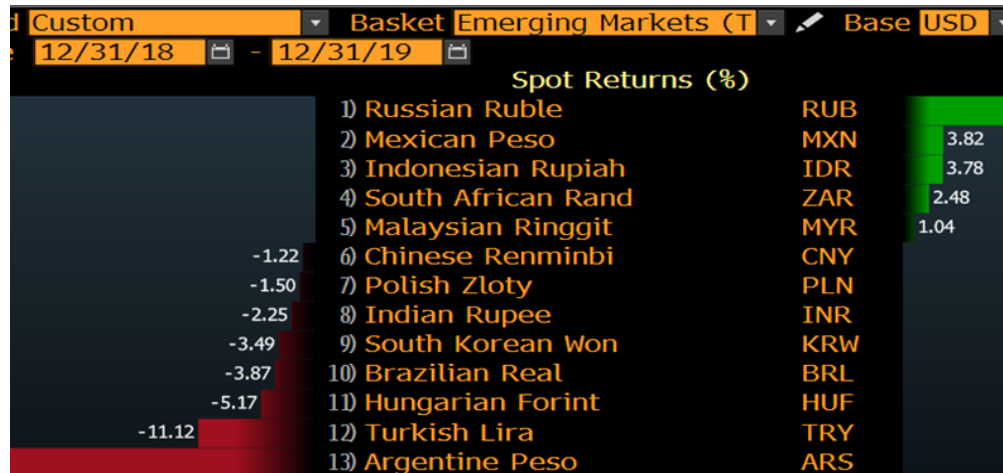 d Custom Basket Emerging Markets (T Base USD
12/31/18 - 12/31/19
Spot Returns (%)
1) Russian Ruble RUB
2) Mexican Peso MXN 3.82
3) Indonesian Rupiah IDR 3.78
4) South African Rand ZAR 2.48
5) Malaysian Ringgit MYR 1.04
-1.22 6) Chinese Renminbi CNY
-1.50 7) Polish Zloty PLN
-2.25 8) Indian Rupee INR
-3.49 9) South Korean Won KRW
-3.87 10) Brazilian Real BRL
-5.17 11) Hungarian Forint HUF
-11.12 12) Turkish Lira TRY
13) Argentine Peso ARS